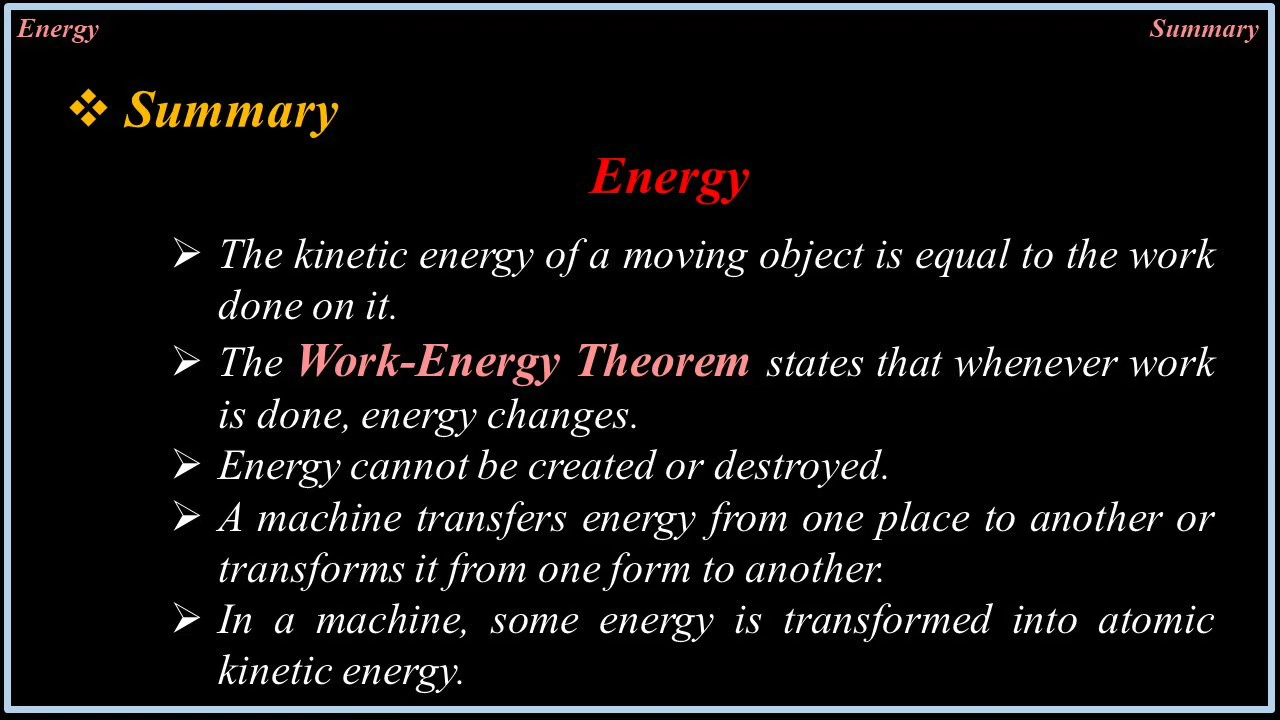 Energy
Summary
❖ Summary
Energy
➢ The kinetic energy of a moving object is equal to the work
done on it.
➢ The Work-Energy Theorem states that whenever work
is done, energy changes.
➢ Energy cannot be created or destroyed.
➢ A machine transfers energy from one place to another or
transforms it from one form to another.
➢ In a machine, some energy is transformed into atomic
kinetic energy.